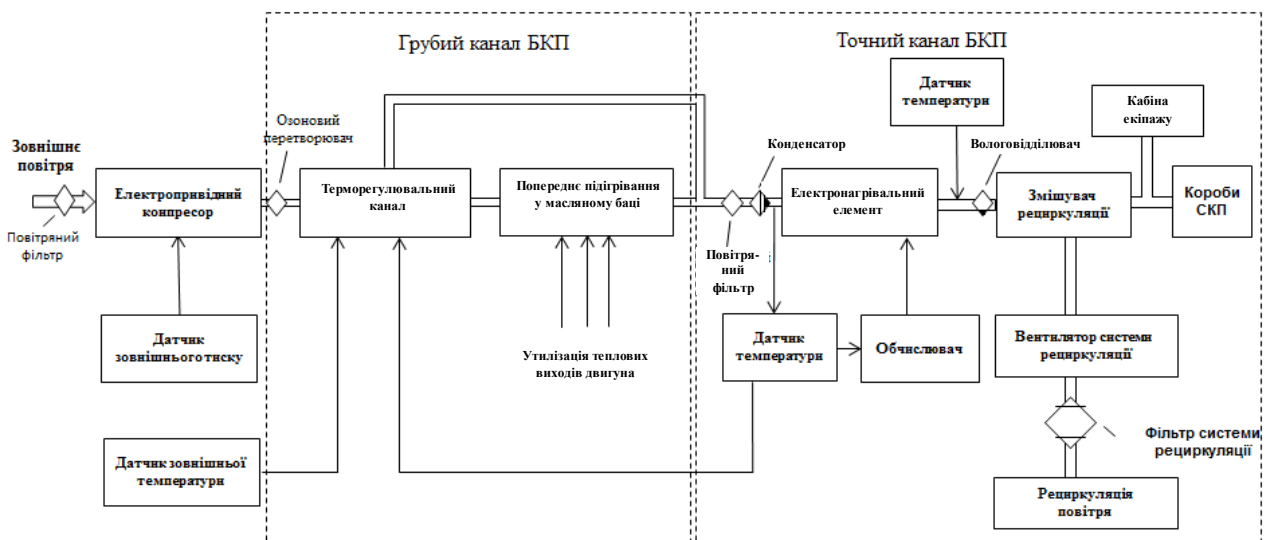 Грубий канал БКП
Точний канал БКП
Датчик
температури
Кабіна
екіпажу
Озоновий
перетворювач
Конденсатор
Вологовідділювач
Зовнішнє
повітря
Електропривідний
конпресор
Терморегулювальний
канал
Попереднє підігрівання
у масляному баці
Електронагрівальний
елемент
Змішувач
рециркуляції
Короби
СКП
Повітряний
фільтр
Повітря-
ний
фільтр
Датчик
зовнішнього тиску
Утилізація теплових
виходів двигуна
Датчик
температури
Обчислювач
Вентилятор системи
рециркуляції
Фільтр системи
рециркуляції
Датчик зовнішньої
температури
Рециркуляція
повітря